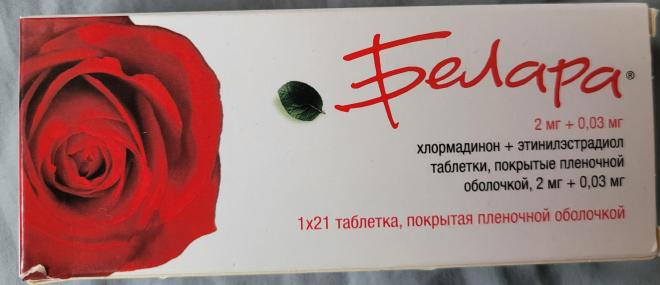 Белара®
2 мг + 0,03 мг
хлормадинон + этинилэстрадиол
таблетки, покрытые пленочной
оболочкой, 2 мг + 0,03 мг
1x21 таблетка, покрытая пленочной оболочкой